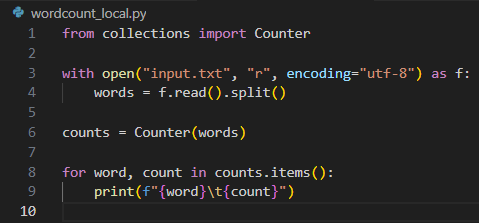 wordcount_local.py
1 from collections import Counter
2
3 with open("input.txt", "r", encoding="utf-8") as f:
4     words = f.read().split()
5
6 counts = Counter(words)
7
8 for word, count in counts.items():
9     print(f"{word}\t{count}")
10